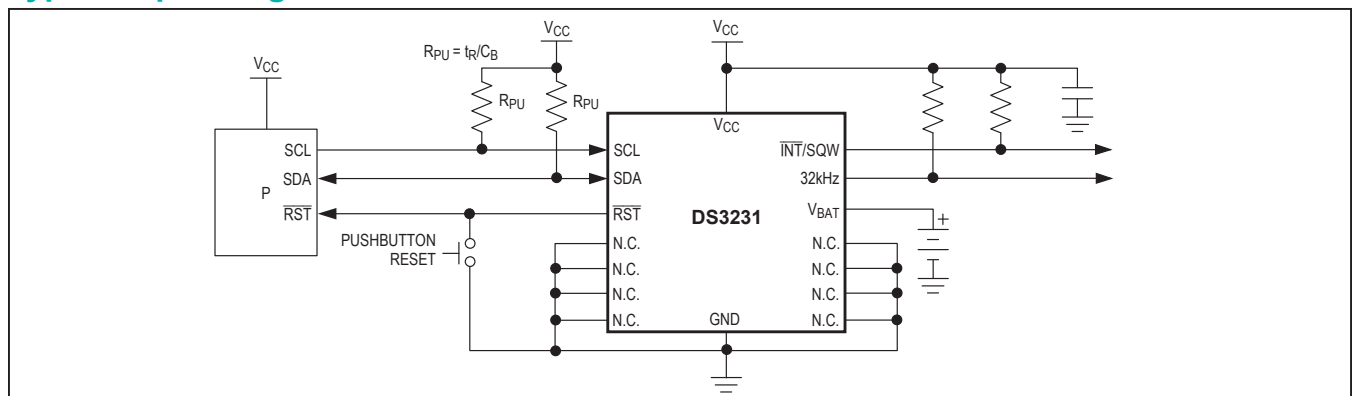 VCC
RPU = tR/CB
VCC
VCC
RPU
RPU
VCC
SCL
SCL
INT/SQW
SDA
SDA
32kHz
P
RST
RST
DS3231
VBAT
+
PUSHBUTTON
RESET
N.C.
N.C.
N.C.
N.C.
N.C.
N.C.
N.C.
N.C.
GND